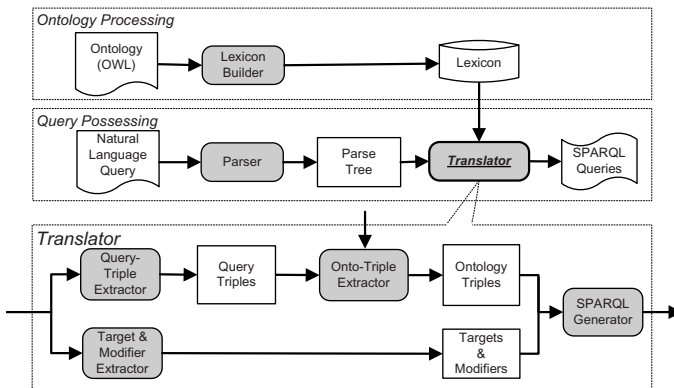 Ontology Processing
Ontology
(OWL)
Lexicon
Builder
Lexicon
Query Possessing
Natural
Language
Query
Parser
Parse
Tree
Translator
SPARQL
Queries
Translator
Query-
Triple
Extractor
Query
Triples
Onto-Triple
Extractor
Ontology
Triples
SPARQL
Generator
Target &
Modifier
Extractor
Targets
&
Modifiers